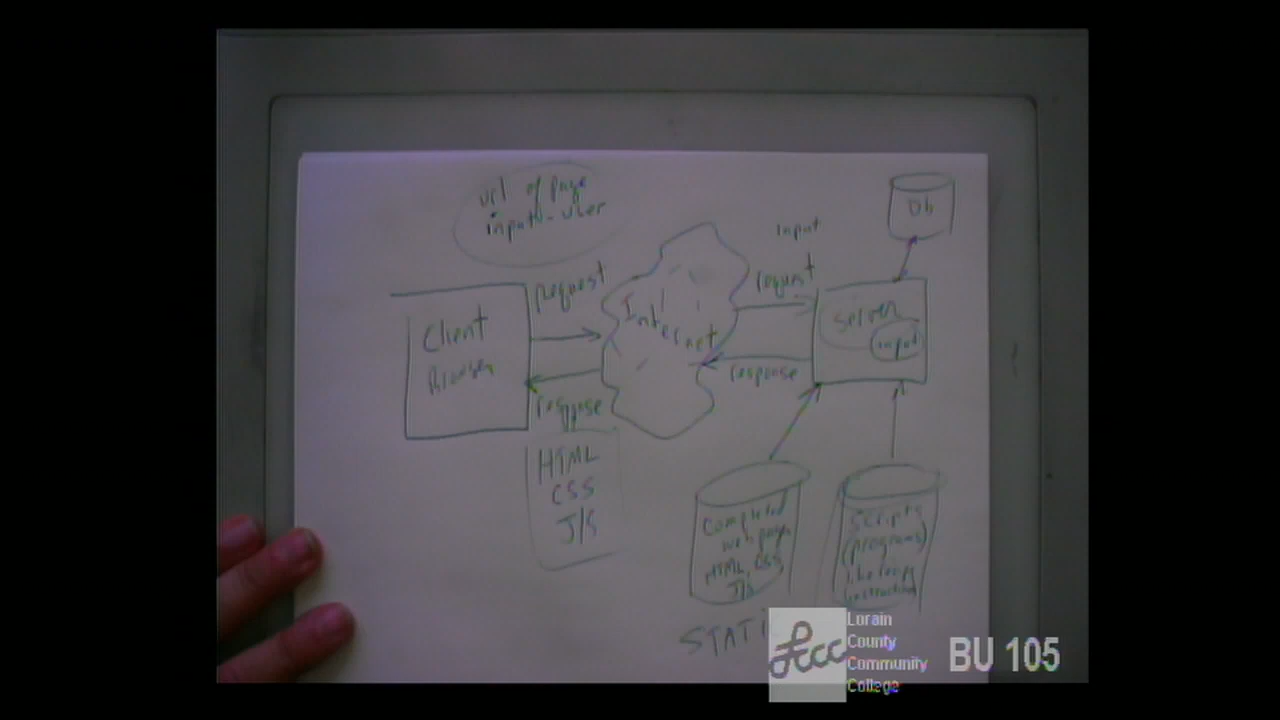 url of page
input - user
Db
input
request
request
Client
Browser
Internet
Server
input
response
response
HTML
CSS
J/S
Completed
web pages
HTML, CSS,
J/S
Scripts
(programs)
instructions
STATI
Lorain
County
Community
College
lccc
BU 105